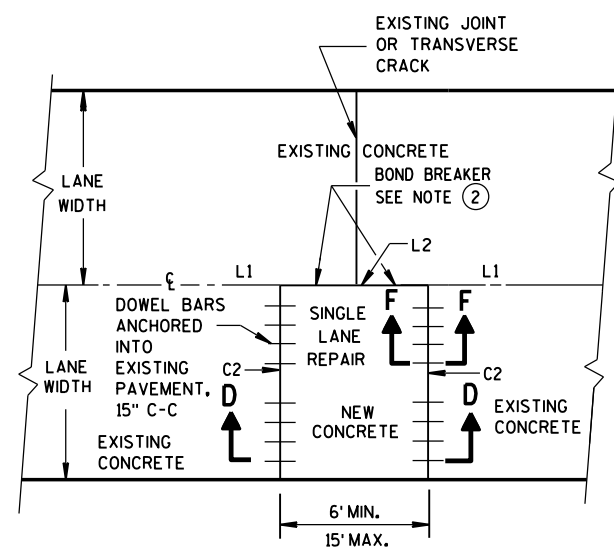 EXISTING JOINT
OR TRANSVERSE
CRACK
EXISTING CONCRETE
BOND BREAKER
SEE NOTE 2
LANE
WIDTH
L2
L1
℄
L1
DOWEL BARS
ANCHORED
INTO
EXISTING
PAVEMENT,
15" C-C
SINGLE
LANE
REPAIR
F
F
LANE
WIDTH
C2
C2
D
D
NEW
CONCRETE
EXISTING
CONCRETE
EXISTING
CONCRETE
6' MIN.
15' MAX.